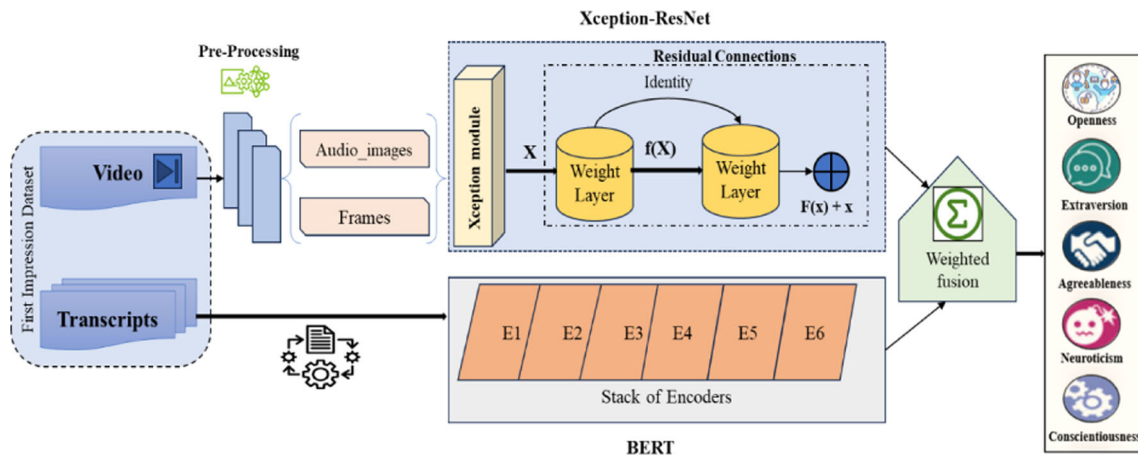 Xception-ResNet
Pre-Processing
Residual Connections
Identity
First Impression Dataset
Video
Audio_images
Frames
Xception module
X
Weight
Layer
f(X)
Weight
Layer
F(x) + x
Σ
Weighted
fusion
Transcripts
E1
E2
E3
E4
E5
E6
Stack of Encoders
BERT
Openness
Extraversion
Agreeableness
Neuroticism
Conscientiousness